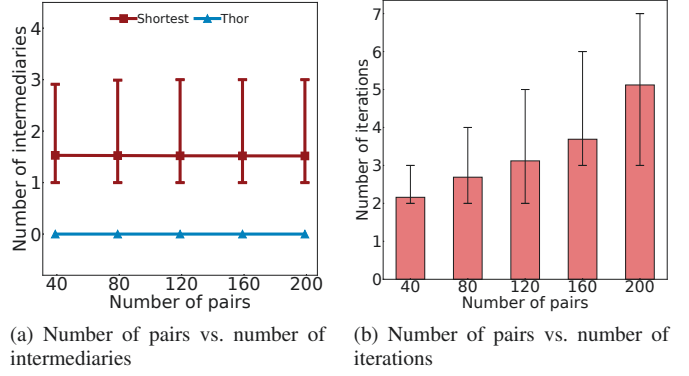 Shortest
Thor
4
3
2
1
0
Number of intermediaries
40
80
120
160
200
Number of pairs
(a) Number of pairs vs. number of
intermediaries
7
6
5
4
3
2
1
0
Number of iterations
40
80
120
160
200
Number of pairs
(b) Number of pairs vs. number of
iterations